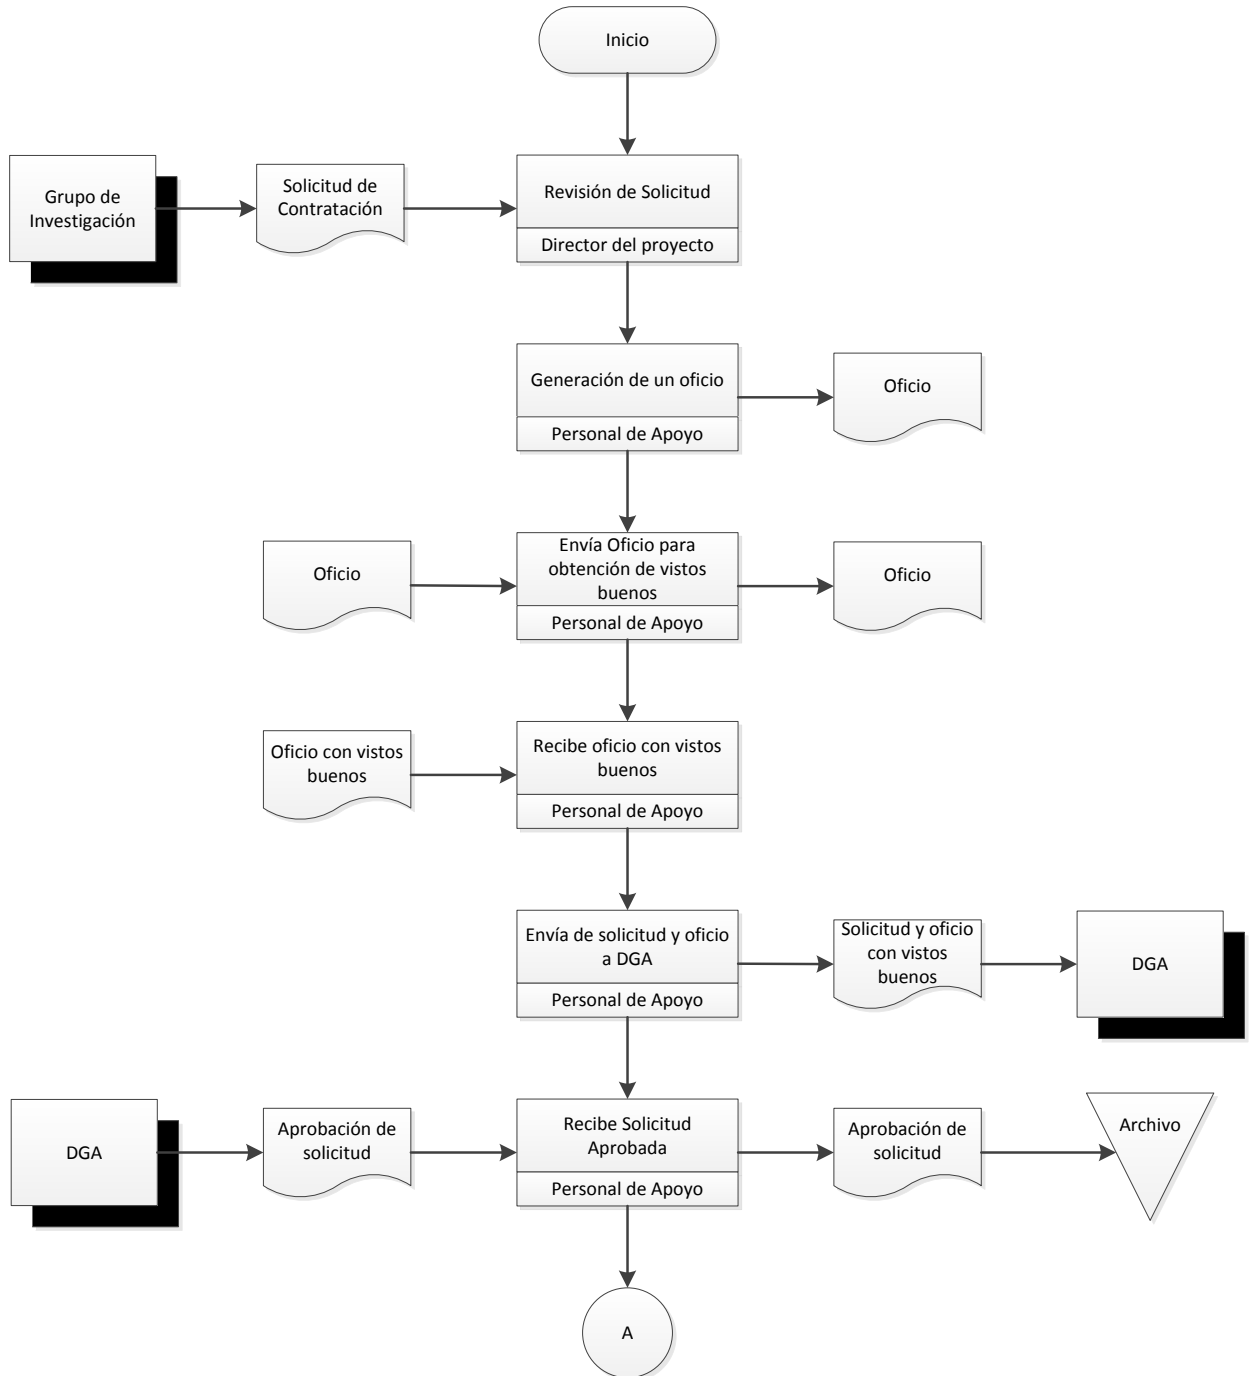 Inicio
Grupo de
Investigación
Solicitud de
Contratación
Revisión de Solicitud
Director del proyecto
Generación de un oficio
Personal de Apoyo
Oficio
Oficio
Envía Oficio para
obtención de vistos
buenos
Personal de Apoyo
Oficio
Oficio con vistos
buenos
Recibe oficio con vistos
buenos
Personal de Apoyo
Envía de solicitud y oficio
a DGA
Personal de Apoyo
Solicitud y oficio
con vistos
buenos
DGA
DGA
Aprobación de
solicitud
Recibe Solicitud
Aprobada
Personal de Apoyo
Aprobación de
solicitud
Archivo
A